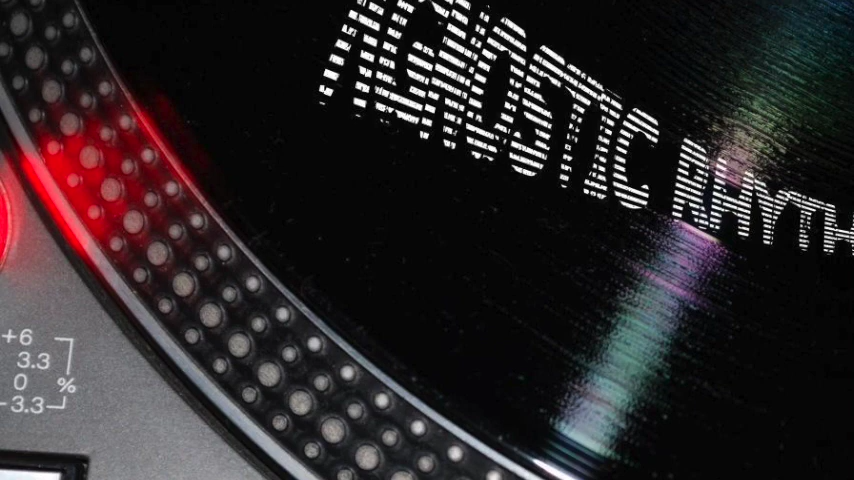 AGNOSTIC RHYTH
+6
3.3
0 %
-3.3